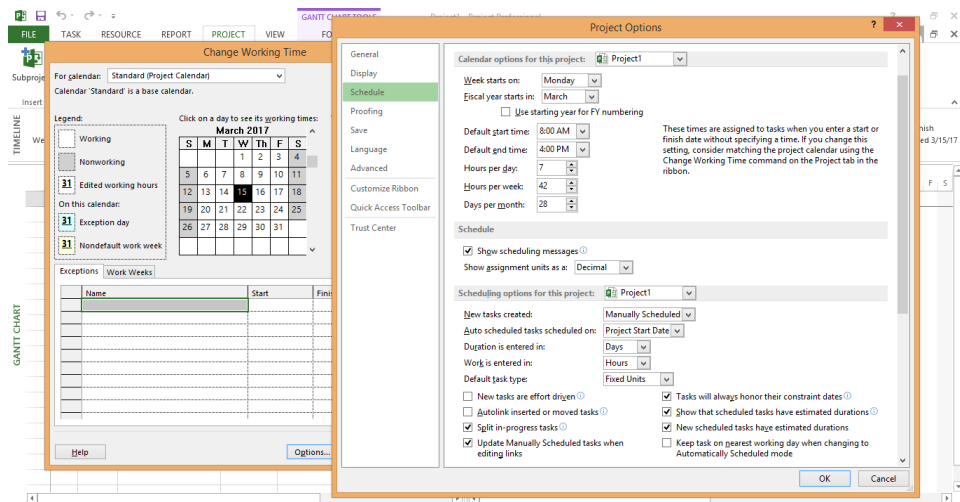 GANTT CHART TOOLS
Project1 - Project Professional
FILE TASK RESOURCE REPORT PROJECT VIEW FO
Subproje
Insert
TIMELINE
We
nish
ed 3/15/17
F S
GANTT CHART
Change Working Time
For calendar: Standard (Project Calendar)
Calendar 'Standard' is a base calendar.
Legend:
Working
Nonworking
31 Edited working hours
On this calendar:
31 Exception day
31 Nondefault work week
Click on a day to see its working times:
March 2017
S M T W Th F S
1 2 3 4
5 6 7 8 9 10 11
12 13 14 15 16 17 18
19 20 21 22 23 24 25
26 27 28 29 30 31
Exceptions Work Weeks
Name Start Finis
Help Options...
Project Options
General
Display
Schedule
Proofing
Save
Language
Advanced
Customize Ribbon
Quick Access Toolbar
Trust Center
Calendar options for this project: Project1
Week starts on: Monday
Fiscal year starts in: March
Use starting year for FY numbering
Default start time: 8:00 AM
Default end time: 4:00 PM
Hours per day: 7
Hours per week: 42
Days per month: 28
These times are assigned to tasks when you enter a start or
finish date without specifying a time. If you change this
setting, consider matching the project calendar using the
Change Working Time command on the Project tab in the
ribbon.
Schedule
Show scheduling messages
Show assignment units as a: Decimal
Scheduling options for this project: Project1
New tasks created: Manually Scheduled
Auto scheduled tasks scheduled on: Project Start Date
Duration is entered in: Days
Work is entered in: Hours
Default task type: Fixed Units
New tasks are effort driven
Autolink inserted or moved tasks
Split in-progress tasks
Update Manually Scheduled tasks when
editing links
Tasks will always honor their constraint dates
Show that scheduled tasks have estimated durations
New scheduled tasks have estimated durations
Keep task on nearest working day when changing to
Automatically Scheduled mode
OK Cancel